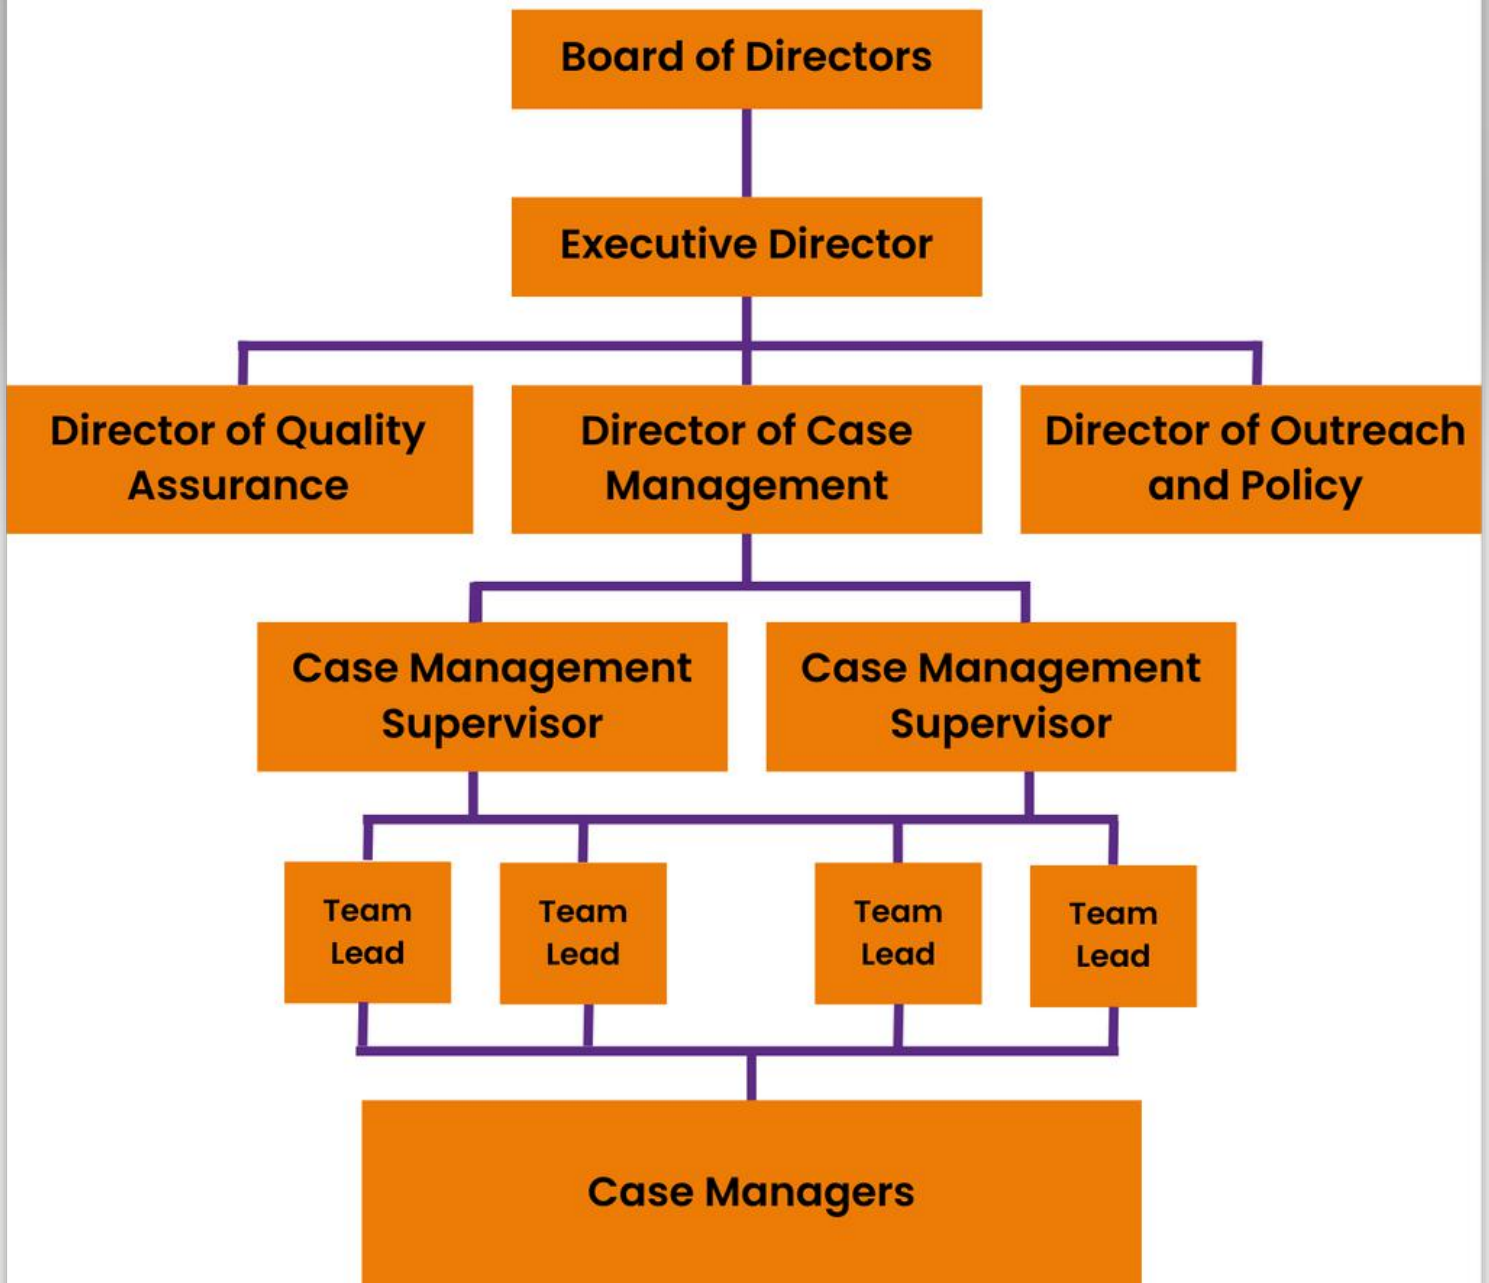 Board of Directors
Executive Director
Director of Quality
Assurance
Director of Case
Management
Director of Outreach
and Policy
Case Management
Supervisor
Case Management
Supervisor
Team
Lead
Team
Lead
Team
Lead
Team
Lead
Case Managers